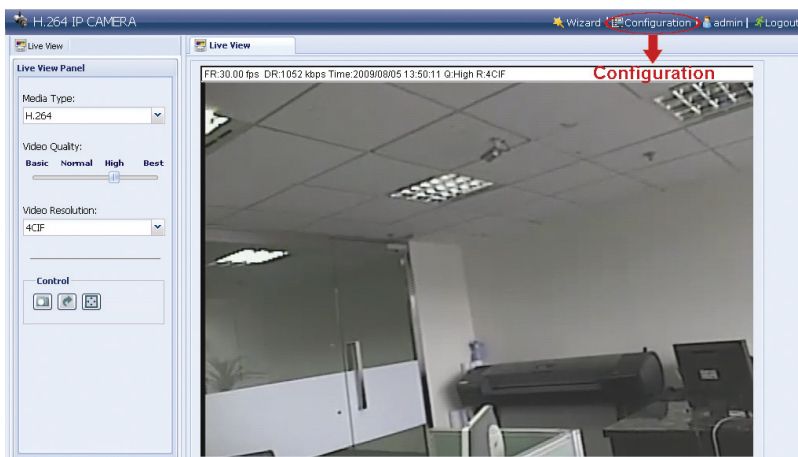 H.264 IP CAMERA
Wizard | Configuration | admin | Logout
Live View
Live View
Configuration
Live View Panel
FR:30.00 fps DR:1052 kbps Time:2009/08/05 13:50:11 Q:High R:4CIF
Media Type:
H.264
Video Quality:
Basic Normal High Best
Video Resolution:
4CIF
Control